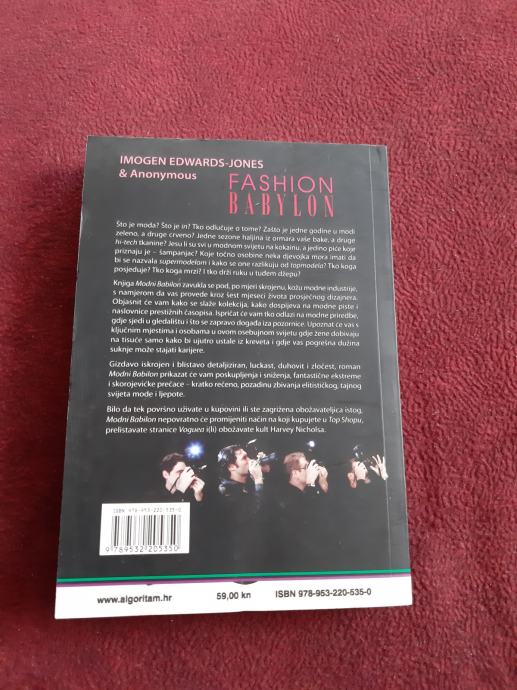 IMOGEN EDWARDS-JONES
& Anonymous
FASHION
BABYLON
Što je moda? Što je in? Tko odlučuje o tome? Zašto je jedne godine u modi
zeleno, a druge crveno? Jedne sezone haljina iz ormara vaše bake, a druge
hi-tech tkanine? Jesu li su svi u modnom svijetu na kokainu, a jedino piće koje
priznaju je – šampanjac? Koje točno osobine neka djevojka mora imati da
bi se nazvala supermodelom i kako se one razlikuju od topmodela? Tko koga
posjeduje? Tko koga mrzi? I tko drži ruku u tuđem džepu?
Knjiga Modni Babilon zavukla se pod, po mjeri skrojenu, kožu modne industrije,
s namjerom da vas provede kroz šest mjeseci života prosječnog dizajnera.
Objasnit će vam kako se slaže kolekcija, kako dospijeva na modne piste i
naslovnice prestižnih časopisa. Ispričat će vam tko odlazi na modne priredbe,
gdje sjedi u gledalištu i što se zapravo događa iza pozornice. Upoznat će vas s
ključnim mjestima i osobama u ovom osebujnom svijetu gdje žene dobivaju
na tisuće samo kako bi ujutro ustale iz kreveta i gdje vas pogrešna dužina
suknje može stajati karijere.
Gizdavo iskrojen i blistavo detaljiziran, luckast, duhovit i zločest, roman
Modni Babilon prikazat će vam poskupljenja i sniženja, fantastične ekstreme
i skorojevićke prečace – kratko rečeno, pozadinu zbivanja elitističkog, tajnog
svijeta mode i ljepote.
Bilo da tek površno uživate u kupovini ili ste zagrižena obožavateljica istog,
Modni Babilon nepovratno će promijeniti način na koji kupujete u Top Shopu,
prelistavate stranice Voguea i(li) obožavate kult Harvey Nicholsa.
ISBN 978-953-220-535-0
9789532205350
www.algoritam.hr
59,00 kn
ISBN 978-953-220-535-0